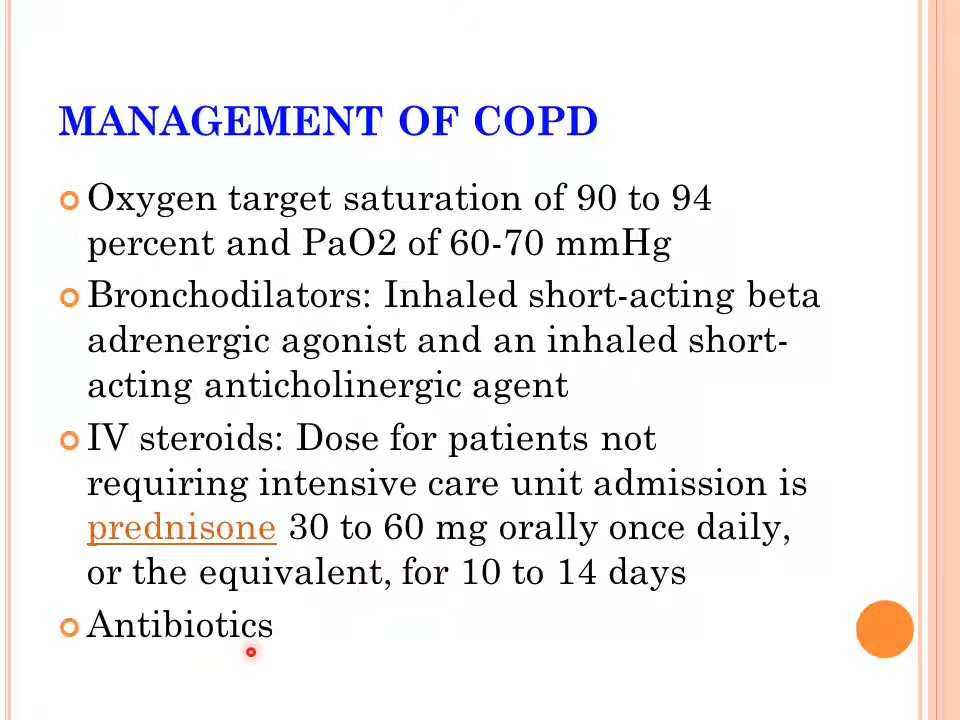 MANAGEMENT OF COPD
Oxygen target saturation of 90 to 94
percent and PaO2 of 60-70 mmHg
Bronchodilators: Inhaled short-acting beta
adrenergic agonist and an inhaled short-
acting anticholinergic agent
IV steroids: Dose for patients not
requiring intensive care unit admission is
prednisone 30 to 60 mg orally once daily,
or the equivalent, for 10 to 14 days
Antibiotics